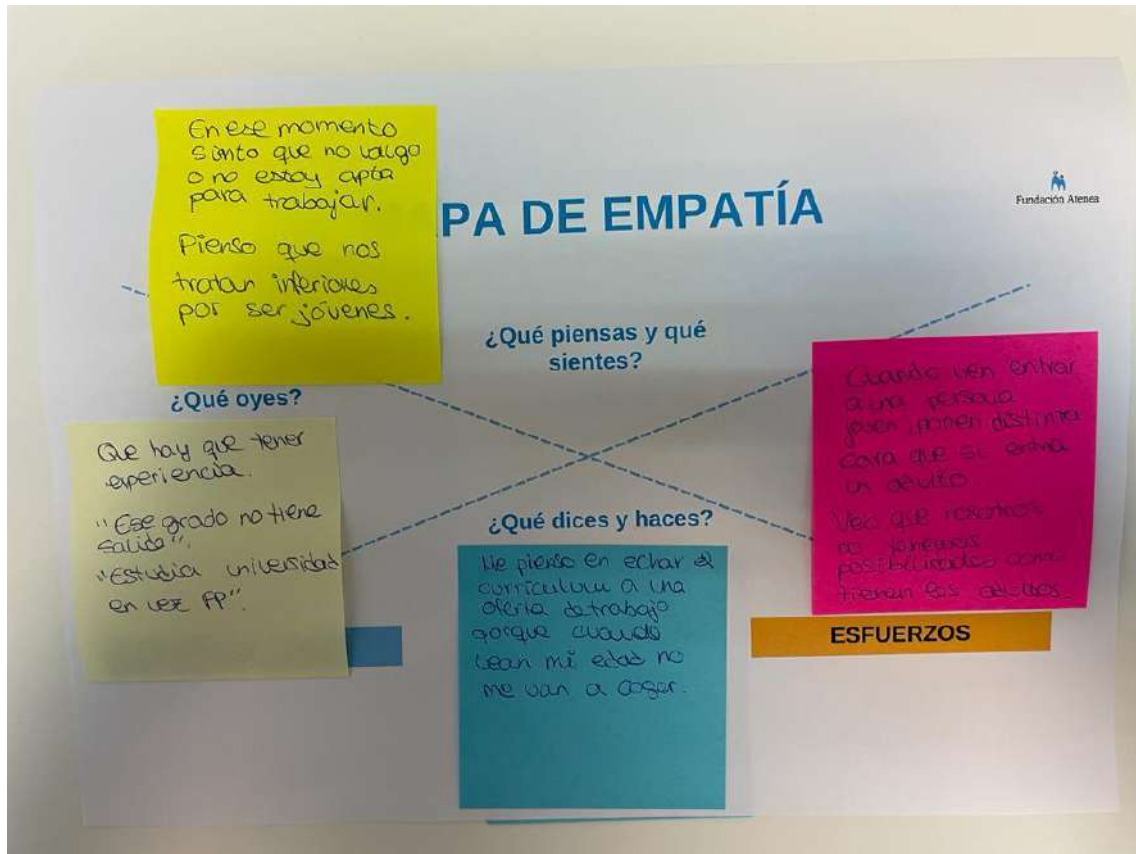 En ese momento
siento que no valgo
o no estoy apta
para trabajar.
Pienso que nos
tratan inferiores
por ser jóvenes.
PA DE EMPATÍA
Fundación Atenea
¿Qué piensas y qué
sientes?
¿Qué oyes?
Que hay que tener
experiencia.
"Ese grado no tiene
salida".
"Estudia universidad
en vez FP".
Cuando ven entrar
a una persona
joven ponen distinta
cara que si entra
un adulto
Veo que nosotros
no tenemos
posibilidades como
tienen los adultos.
¿Qué dices y haces?
Me pienso en echar el
currículum a una
oferta de trabajo
porque cuando
vean mi edad no
me van a coger.
ESFUERZOS